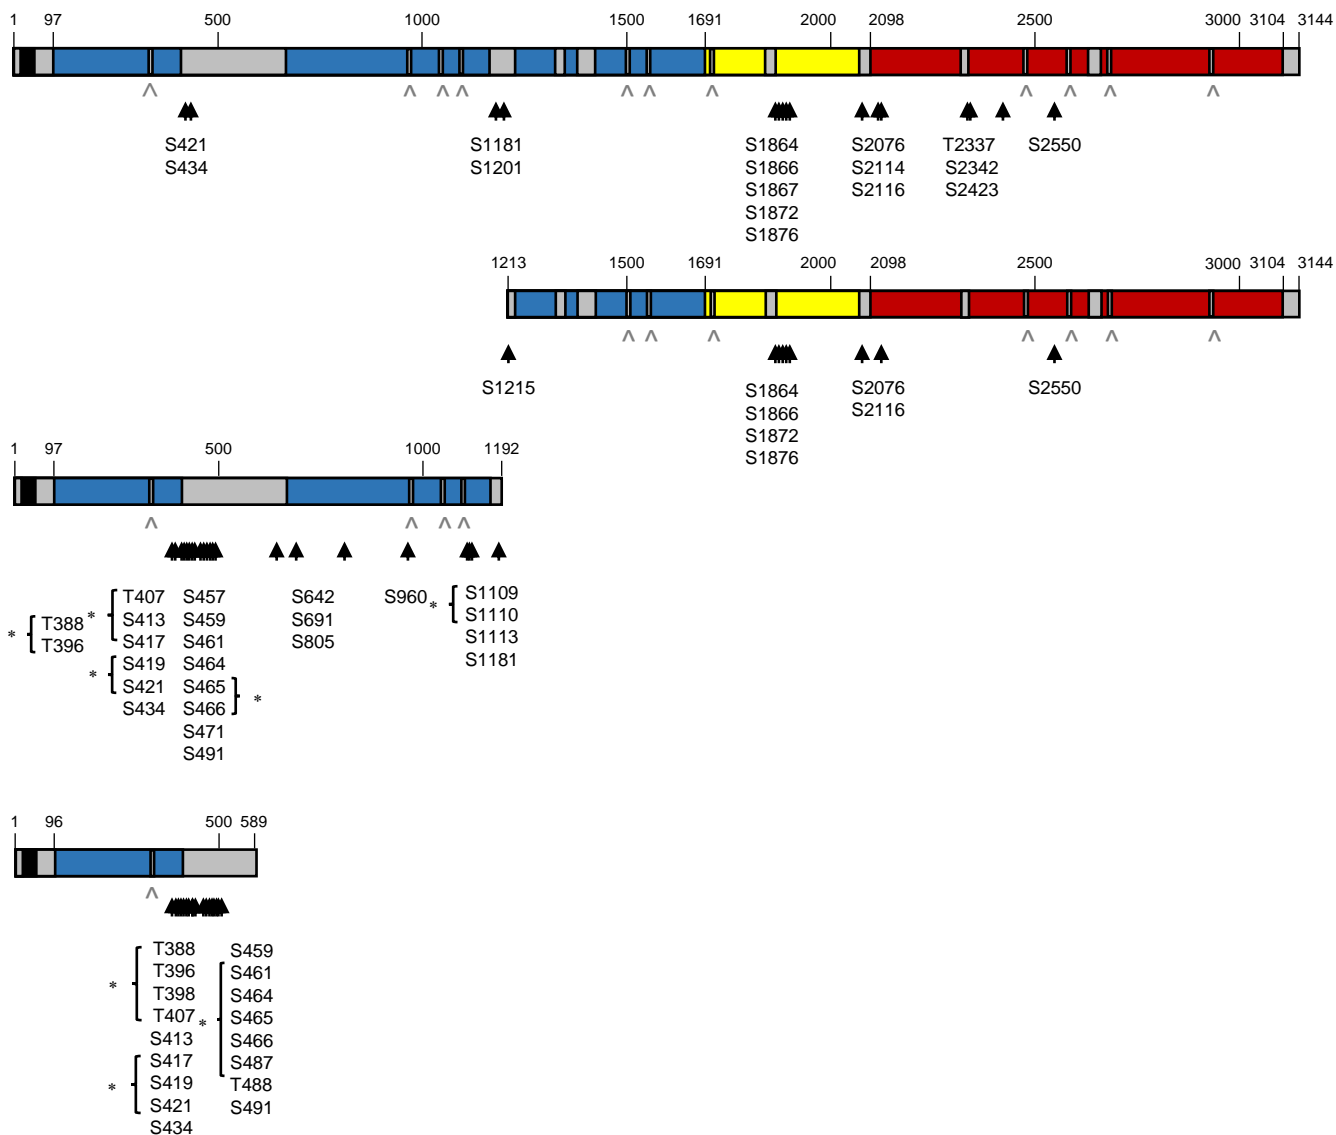 1 97 500 1000 1500 1691 2000 2098 2500 3000 3104 3144
^ ^ ^ ^ ^ ^ ^ ^ ^ ^ ^
S421 S1181 S1864 S2076 T2337 S2550
S434 S1201 S1866 S2114 S2342
S1867 S2116 S2423
S1872
S1876
1213 1500 1691 2000 2098 2500 3000 3104 3144
^ ^ ^ ^ ^ ^ ^
S1215 S1864 S2076 S2550
S1866 S2116
S1872
S1876
1 97 500 1000 1192
^ ^ ^ ^
T407 S457 S642 S960 * S1109
* T388 * S413 S459 S691 S1110
T396 S417 S461 S805 S1113
* S419 S464 S1181
S421 S465 *
S434 S466
S471
S491
1 96 500 589
^
T388 S459
T396 S461
* T398 S464
T407 * S465
S413 S466
S417 S487
* S419 T488
S421 S491
S434